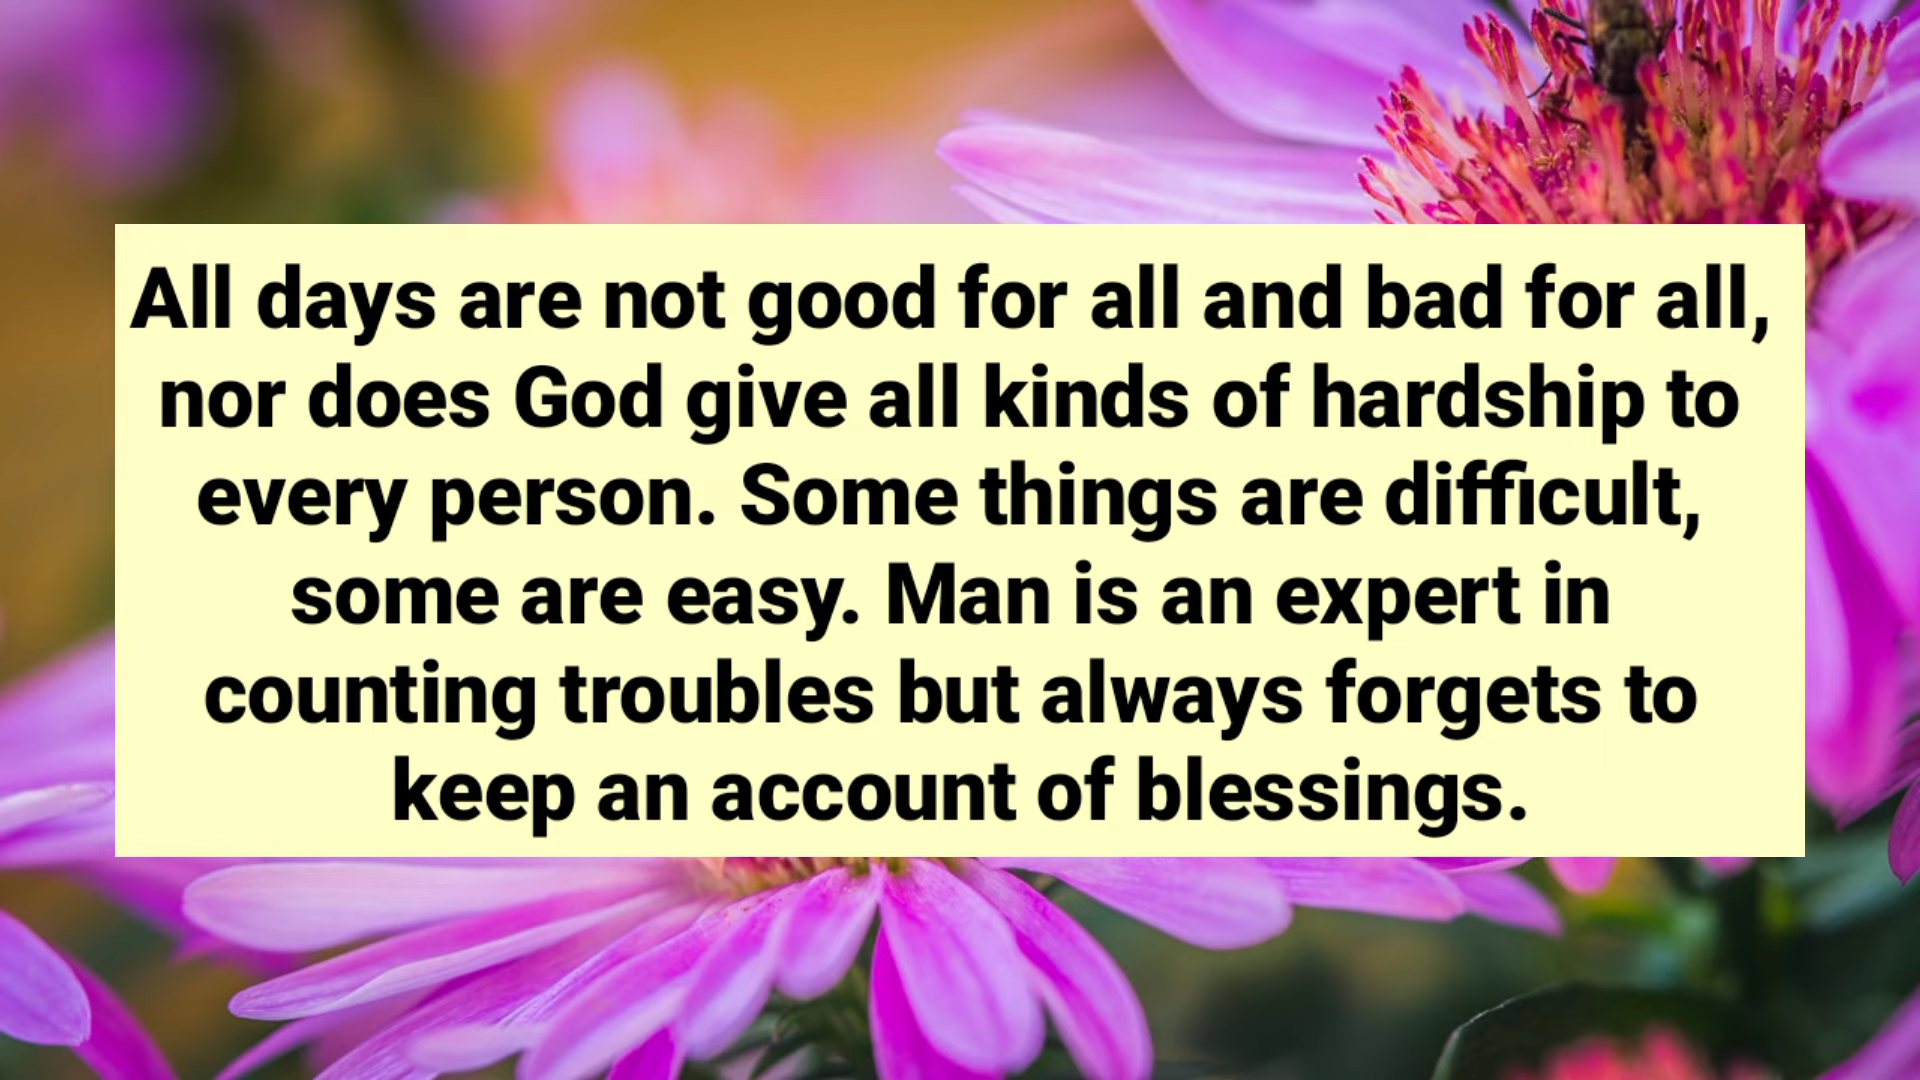 All days are not good for all and bad for all,
nor does God give all kinds of hardship to
every person. Some things are difficult,
some are easy. Man is an expert in
counting troubles but always forgets to
keep an account of blessings.